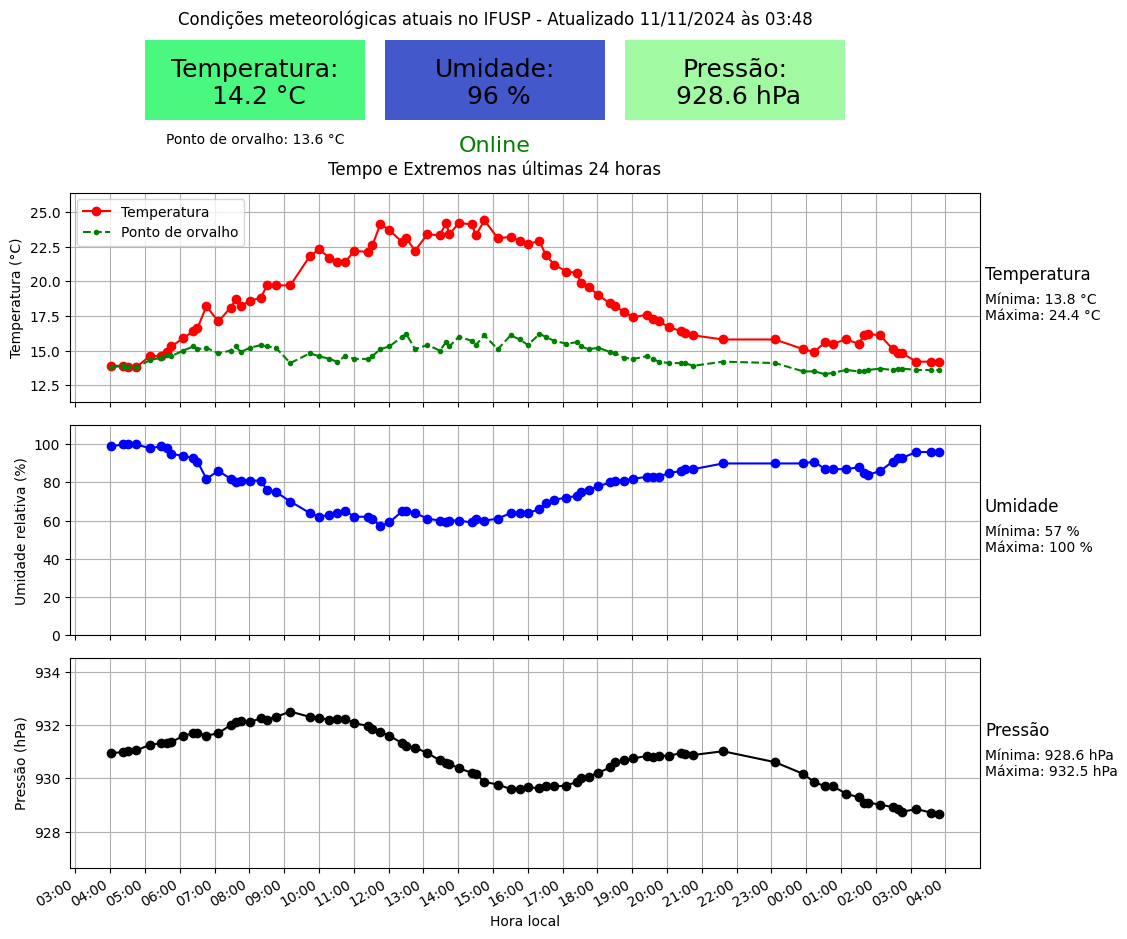 Condições meteorológicas atuais no IFUSP - Atualizado 11/11/2024 às 03:48
Temperatura:
14.2 °C
Umidade:
96 %
Pressão:
928.6 hPa
Ponto de orvalho: 13.6 °C
Online
Tempo e Extremos nas últimas 24 horas
Temperatura
Ponto de orvalho
Temperatura (°C)
25.0
22.5
20.0
17.5
15.0
12.5
Temperatura
Mínima: 13.8 °C
Máxima: 24.4 °C
Umidade relativa (%)
100
80
60
40
20
0
Umidade
Mínima: 57 %
Máxima: 100 %
Pressão (hPa)
934
932
930
928
Pressão
Mínima: 928.6 hPa
Máxima: 932.5 hPa
03:00 04:00 05:00 06:00 07:00 08:00 09:00 10:00 11:00 12:00 13:00 14:00 15:00 16:00 17:00 18:00 19:00 20:00 21:00 22:00 23:00 00:00 01:00 02:00 03:00 04:00
Hora local